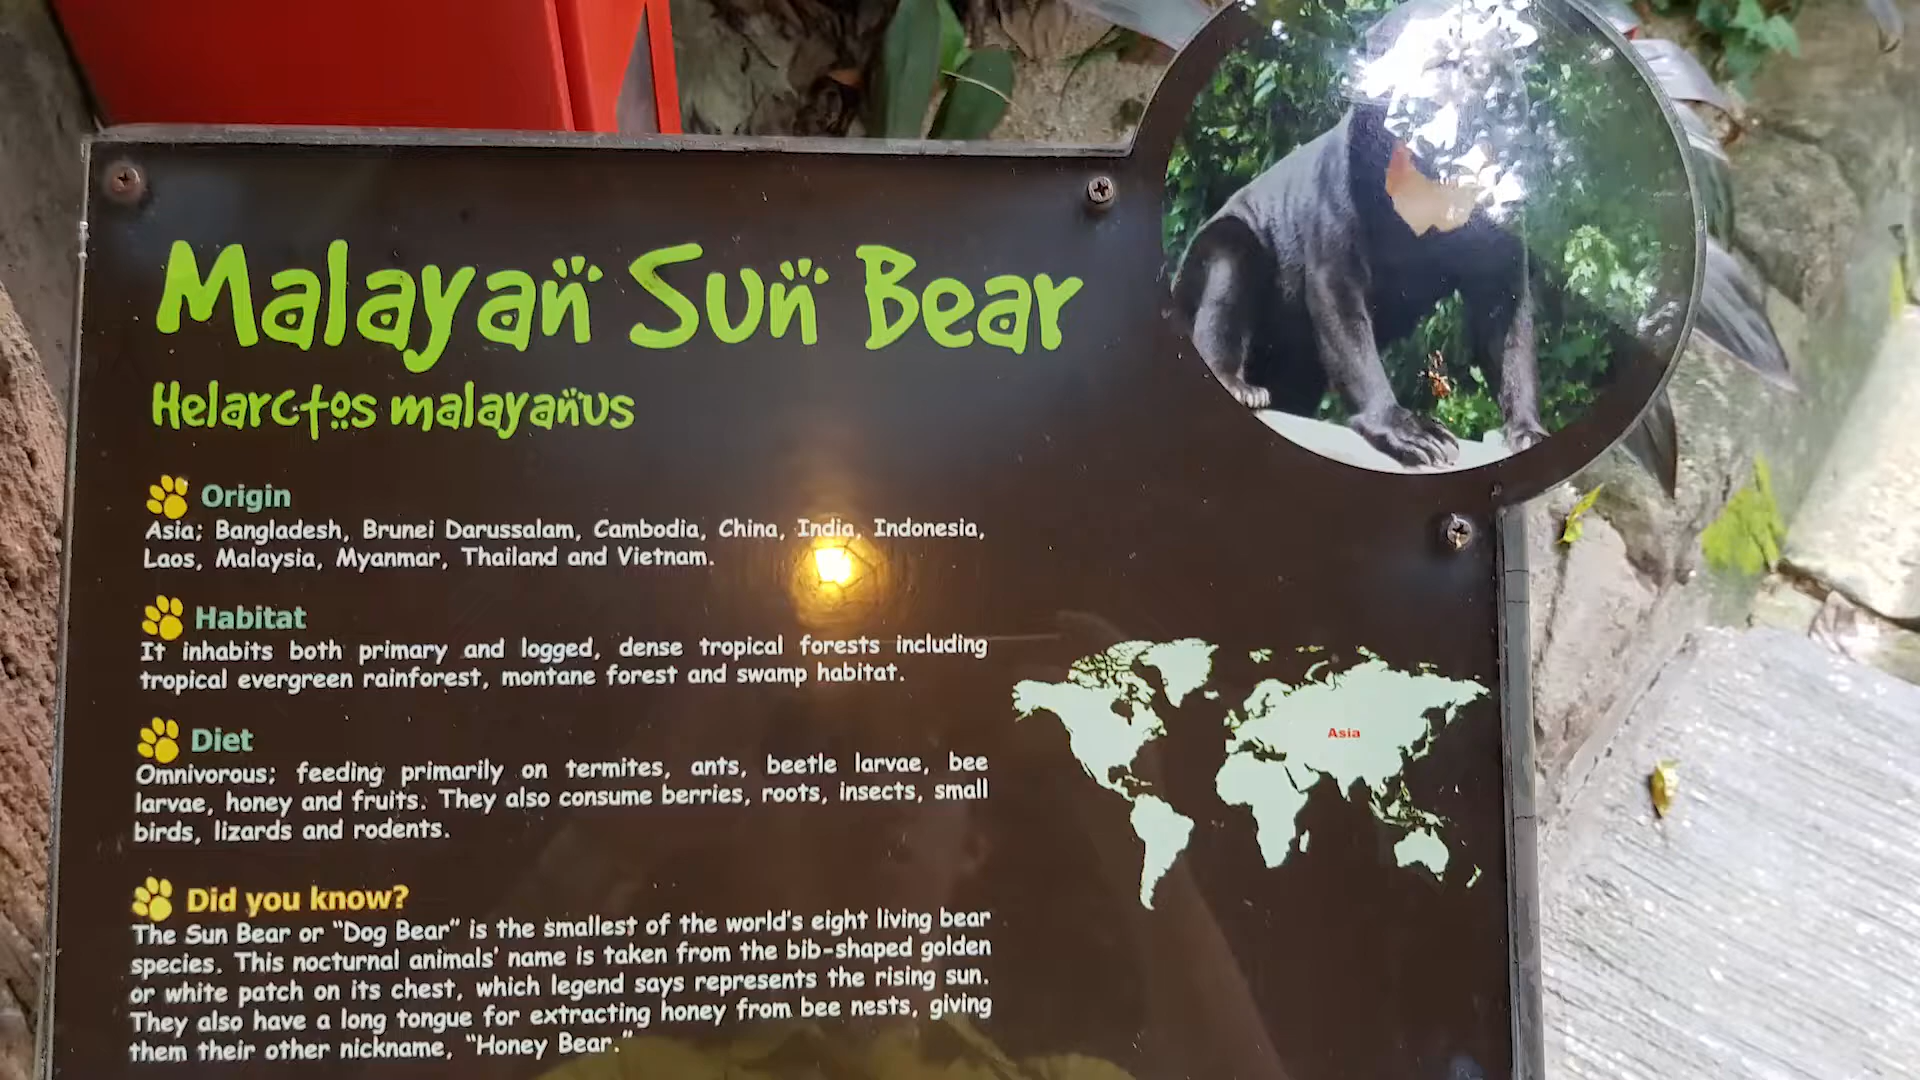 Malayan Sun Bear
Helarctos malayanus
Origin
Asia; Bangladesh, Brunei Darussalam, Cambodia, China, India, Indonesia,
Laos, Malaysia, Myanmar, Thailand and Vietnam.
Habitat
It inhabits both primary and logged, dense tropical forests including
tropical evergreen rainforest, montane forest and swamp habitat.
Diet
Omnivorous; feeding primarily on termites, ants, beetle larvae, bee
larvae, honey and fruits. They also consume berries, roots, insects, small
birds, lizards and rodents.
Did you know?
The Sun Bear or “Dog Bear” is the smallest of the world's eight living bear
species. This nocturnal animals' name is taken from the bib-shaped golden
or white patch on its chest, which legend says represents the rising sun.
They also have a long tongue for extracting honey from bee nests, giving
them their other nickname, “Honey Bear.”
Asia